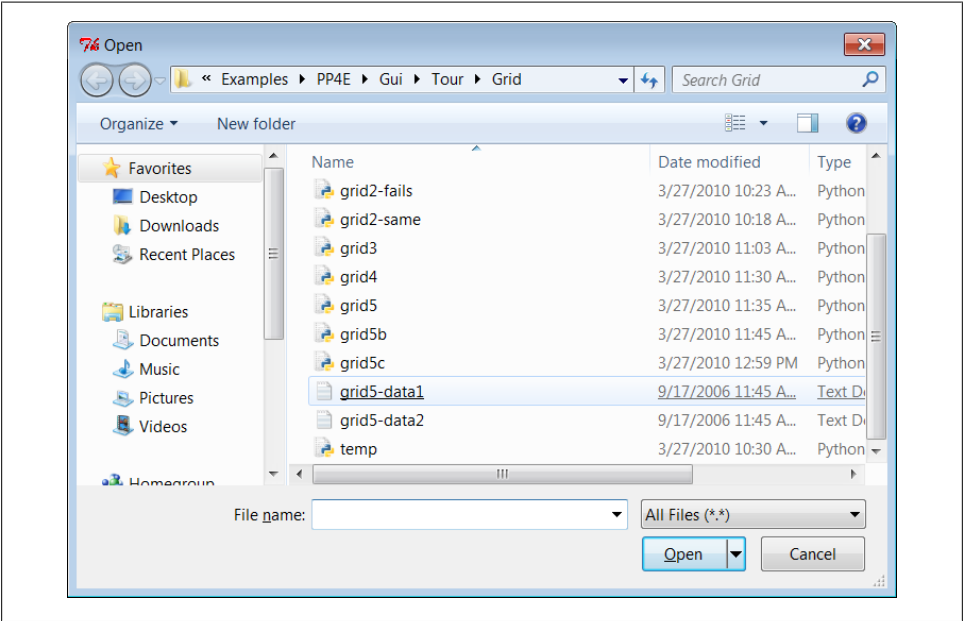 Open
« Examples PP4E Gui Tour Grid Search Grid
Organize New folder
Favorites
Desktop
Downloads
Recent Places
Libraries
Documents
Music
Pictures
Videos
Homegroup
Name Date modified Type
grid2-fails 3/27/2010 10:23 A... Python
grid2-same 3/27/2010 10:18 A... Python
grid3 3/27/2010 11:03 A... Python
grid4 3/27/2010 11:30 A... Python
grid5 3/27/2010 11:35 A... Python
grid5b 3/27/2010 11:45 A... Python
grid5c 3/27/2010 12:59 PM Python
grid5-data1 9/17/2006 11:45 A... Text D
grid5-data2 9/17/2006 11:45 A... Text D
temp 3/27/2010 10:30 A... Python
File name: All Files (*.*)
Open Cancel